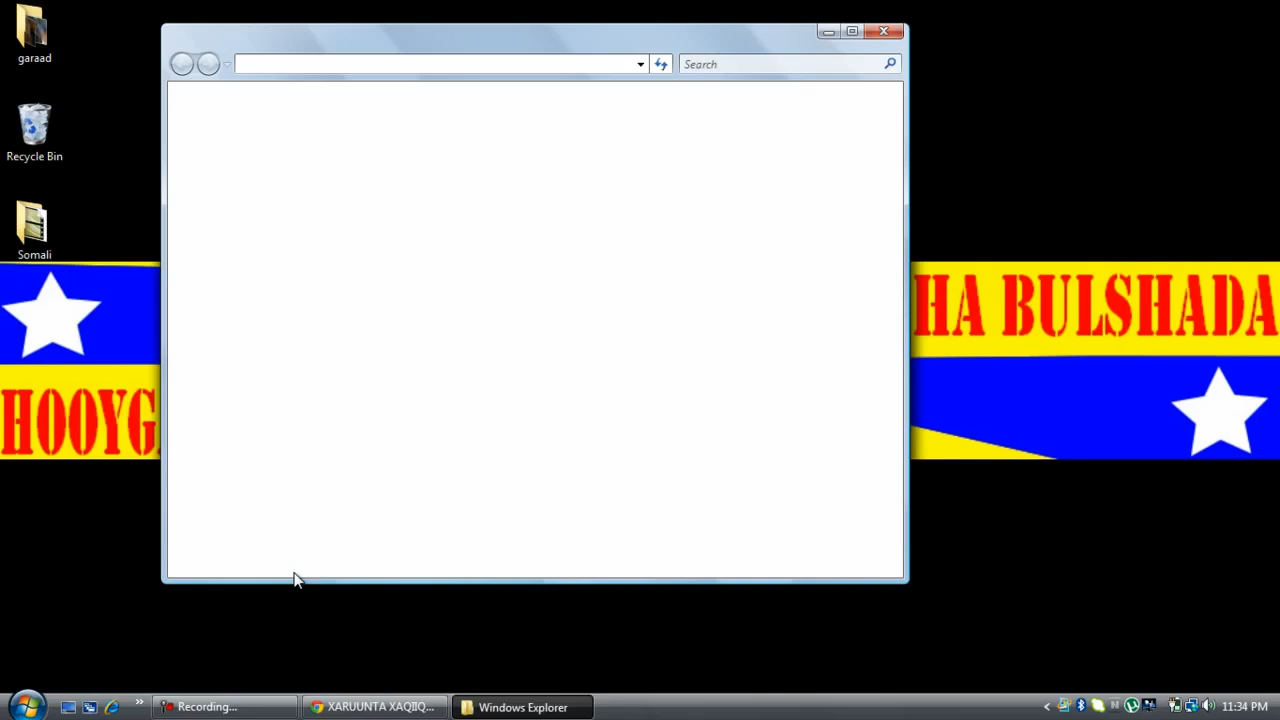 garaad
Search
Recycle Bin
Somali
HA BULSHADA
HOOYG
Recording...
XARUUNTA XAQIIQ...
Windows Explorer
11:34 PM